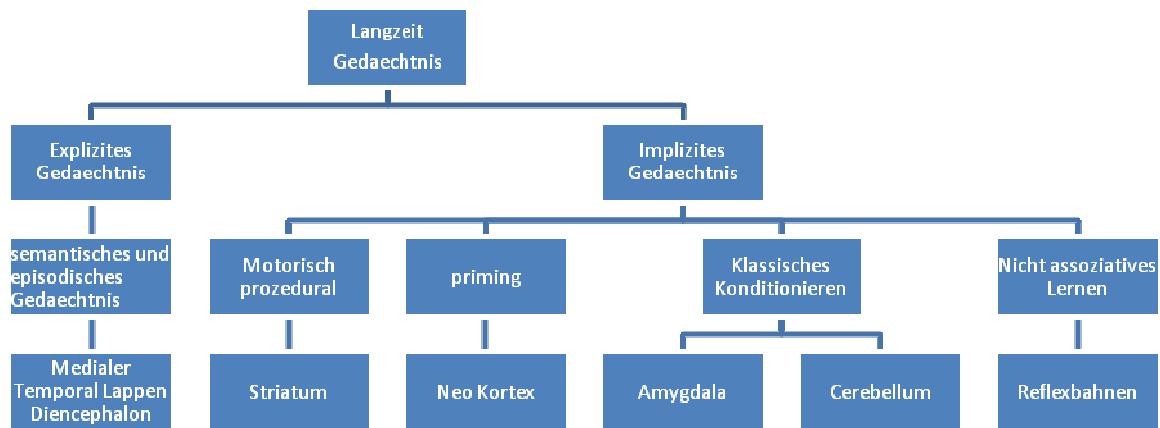 Langzeit
Gedaechtnis
Explizites
Gedaechtnis
Implizites
Gedaechtnis
semantisches und
episodisches
Gedaechtnis
Motorisch
prozedural
priming
Klassisches
Konditionieren
Nicht assoziatives
Lernen
Medialer
Temporal Lappen
Diencephalon
Striatum
Neo Kortex
Amygdala
Cerebellum
Reflexbahnen